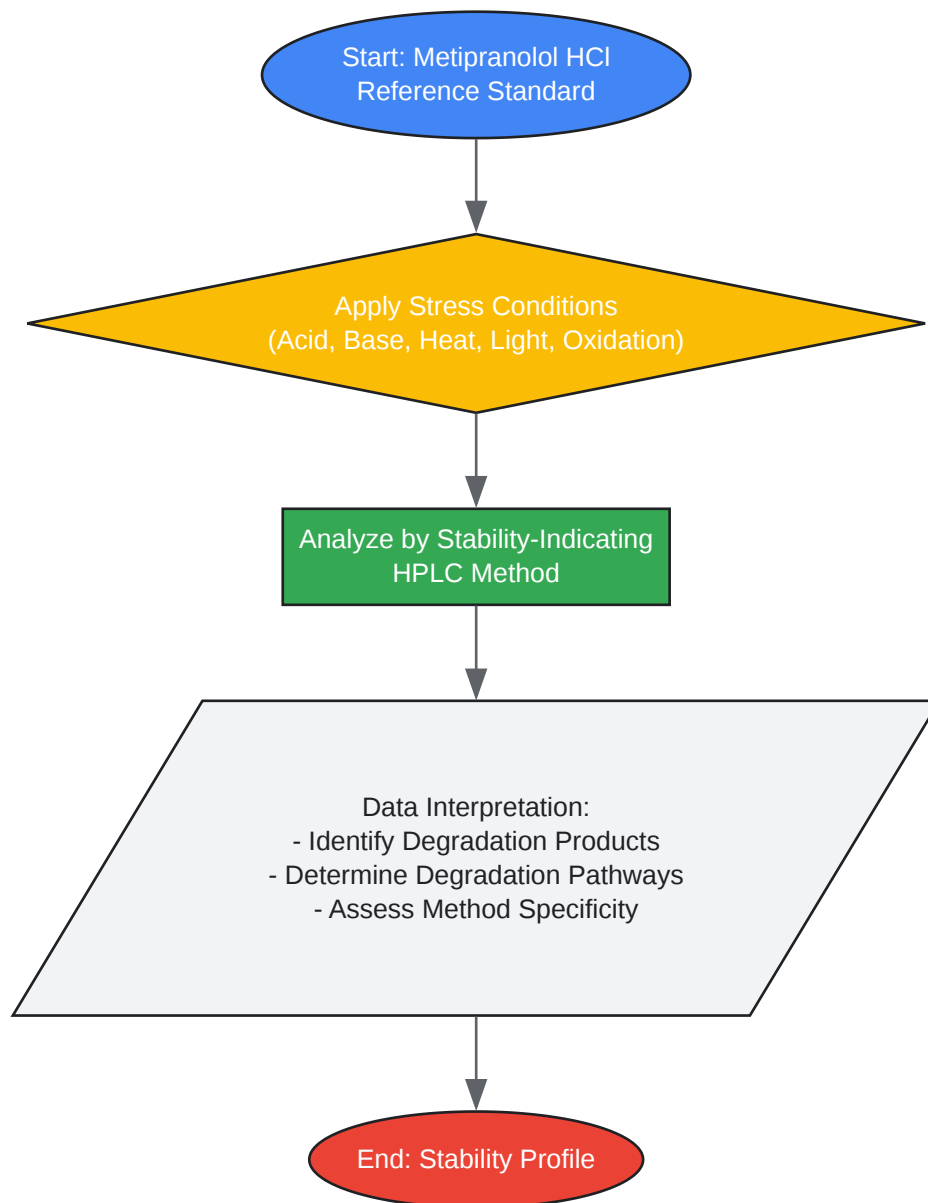 Start: Metipranolol HCl
Reference Standard
Apply Stress Conditions
(Acid, Base, Heat, Light, Oxidation)
Analyze by Stability-Indicating
HPLC Method
Data Interpretation:
- Identify Degradation Products
- Determine Degradation Pathways
- Assess Method Specificity
End: Stability Profile